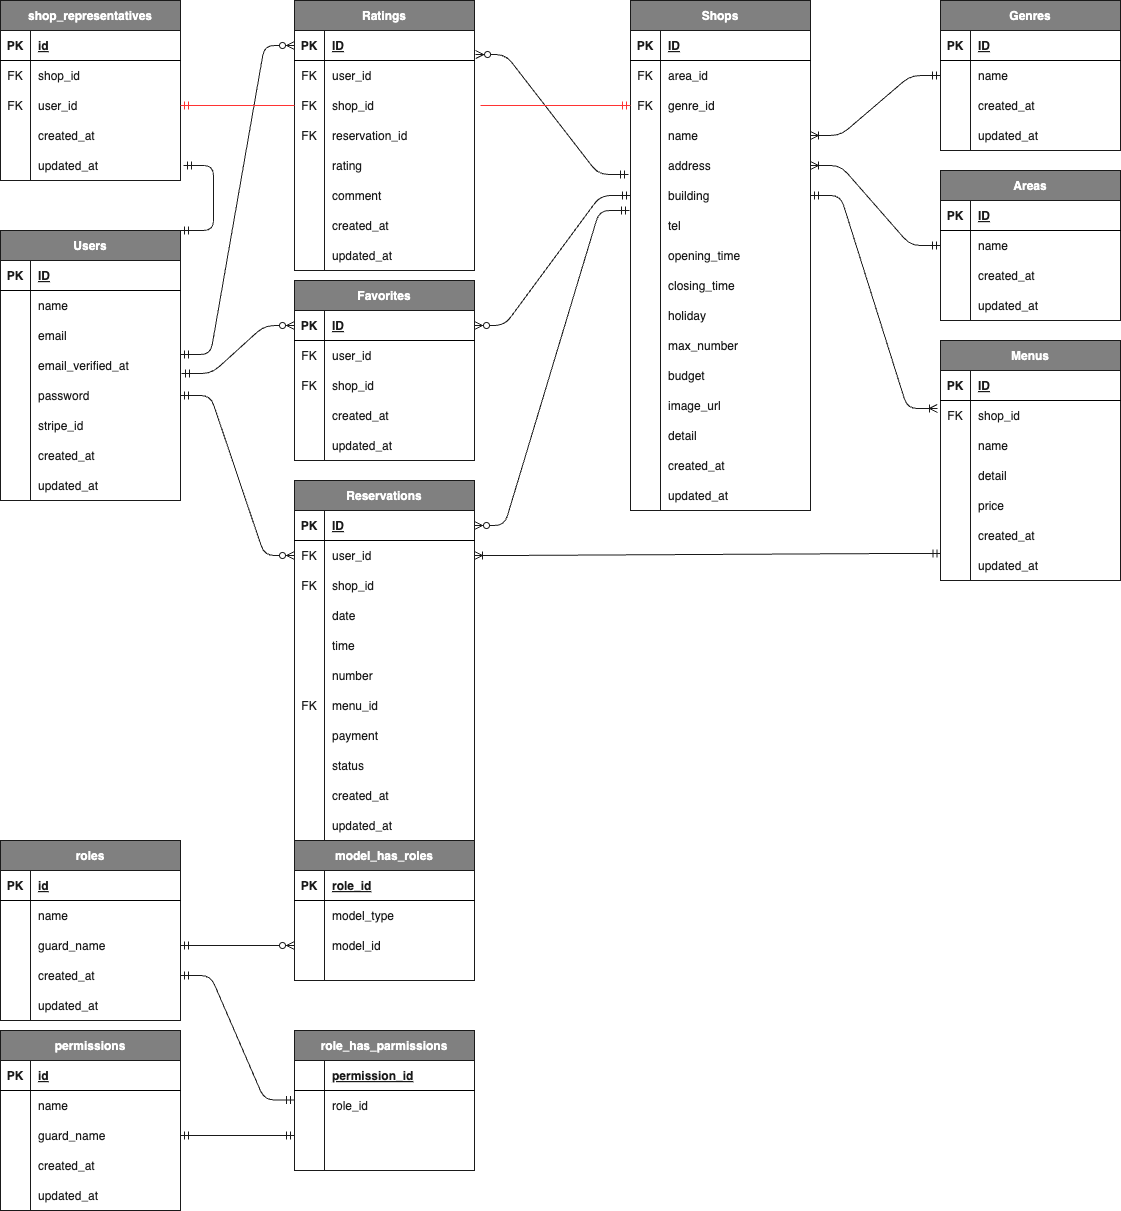 shop_representatives
PK id
FK shop_id
FK user_id
created_at
updated_at
Users
PK ID
name
email
email_verified_at
password
stripe_id
created_at
updated_at
Ratings
PK ID
FK user_id
FK shop_id
FK reservation_id
rating
comment
created_at
updated_at
Favorites
PK ID
FK user_id
FK shop_id
created_at
updated_at
Reservations
PK ID
FK user_id
FK shop_id
date
time
number
FK menu_id
payment
status
created_at
updated_at
Shops
PK ID
FK area_id
FK genre_id
name
address
building
tel
opening_time
closing_time
holiday
max_number
budget
image_url
detail
created_at
updated_at
Genres
PK ID
name
created_at
updated_at
Areas
PK ID
name
created_at
updated_at
Menus
PK ID
FK shop_id
name
detail
price
created_at
updated_at
roles
PK id
name
guard_name
created_at
updated_at
model_has_roles
PK role_id
model_type
model_id
permissions
PK id
name
guard_name
created_at
updated_at
role_has_parmissions
permission_id
role_id